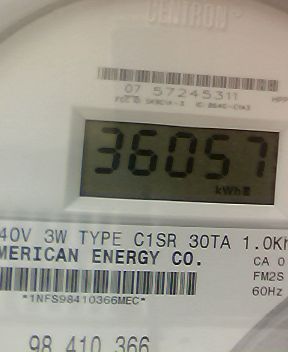 CENTRON
07 57245311
36057
kWh
40V 3W TYPE C1SR 30TA 1.0Kh
MERICAN ENERGY CO.
CA 0
FM2S
60Hz
*1NFS98410366MEC*
98 410 366